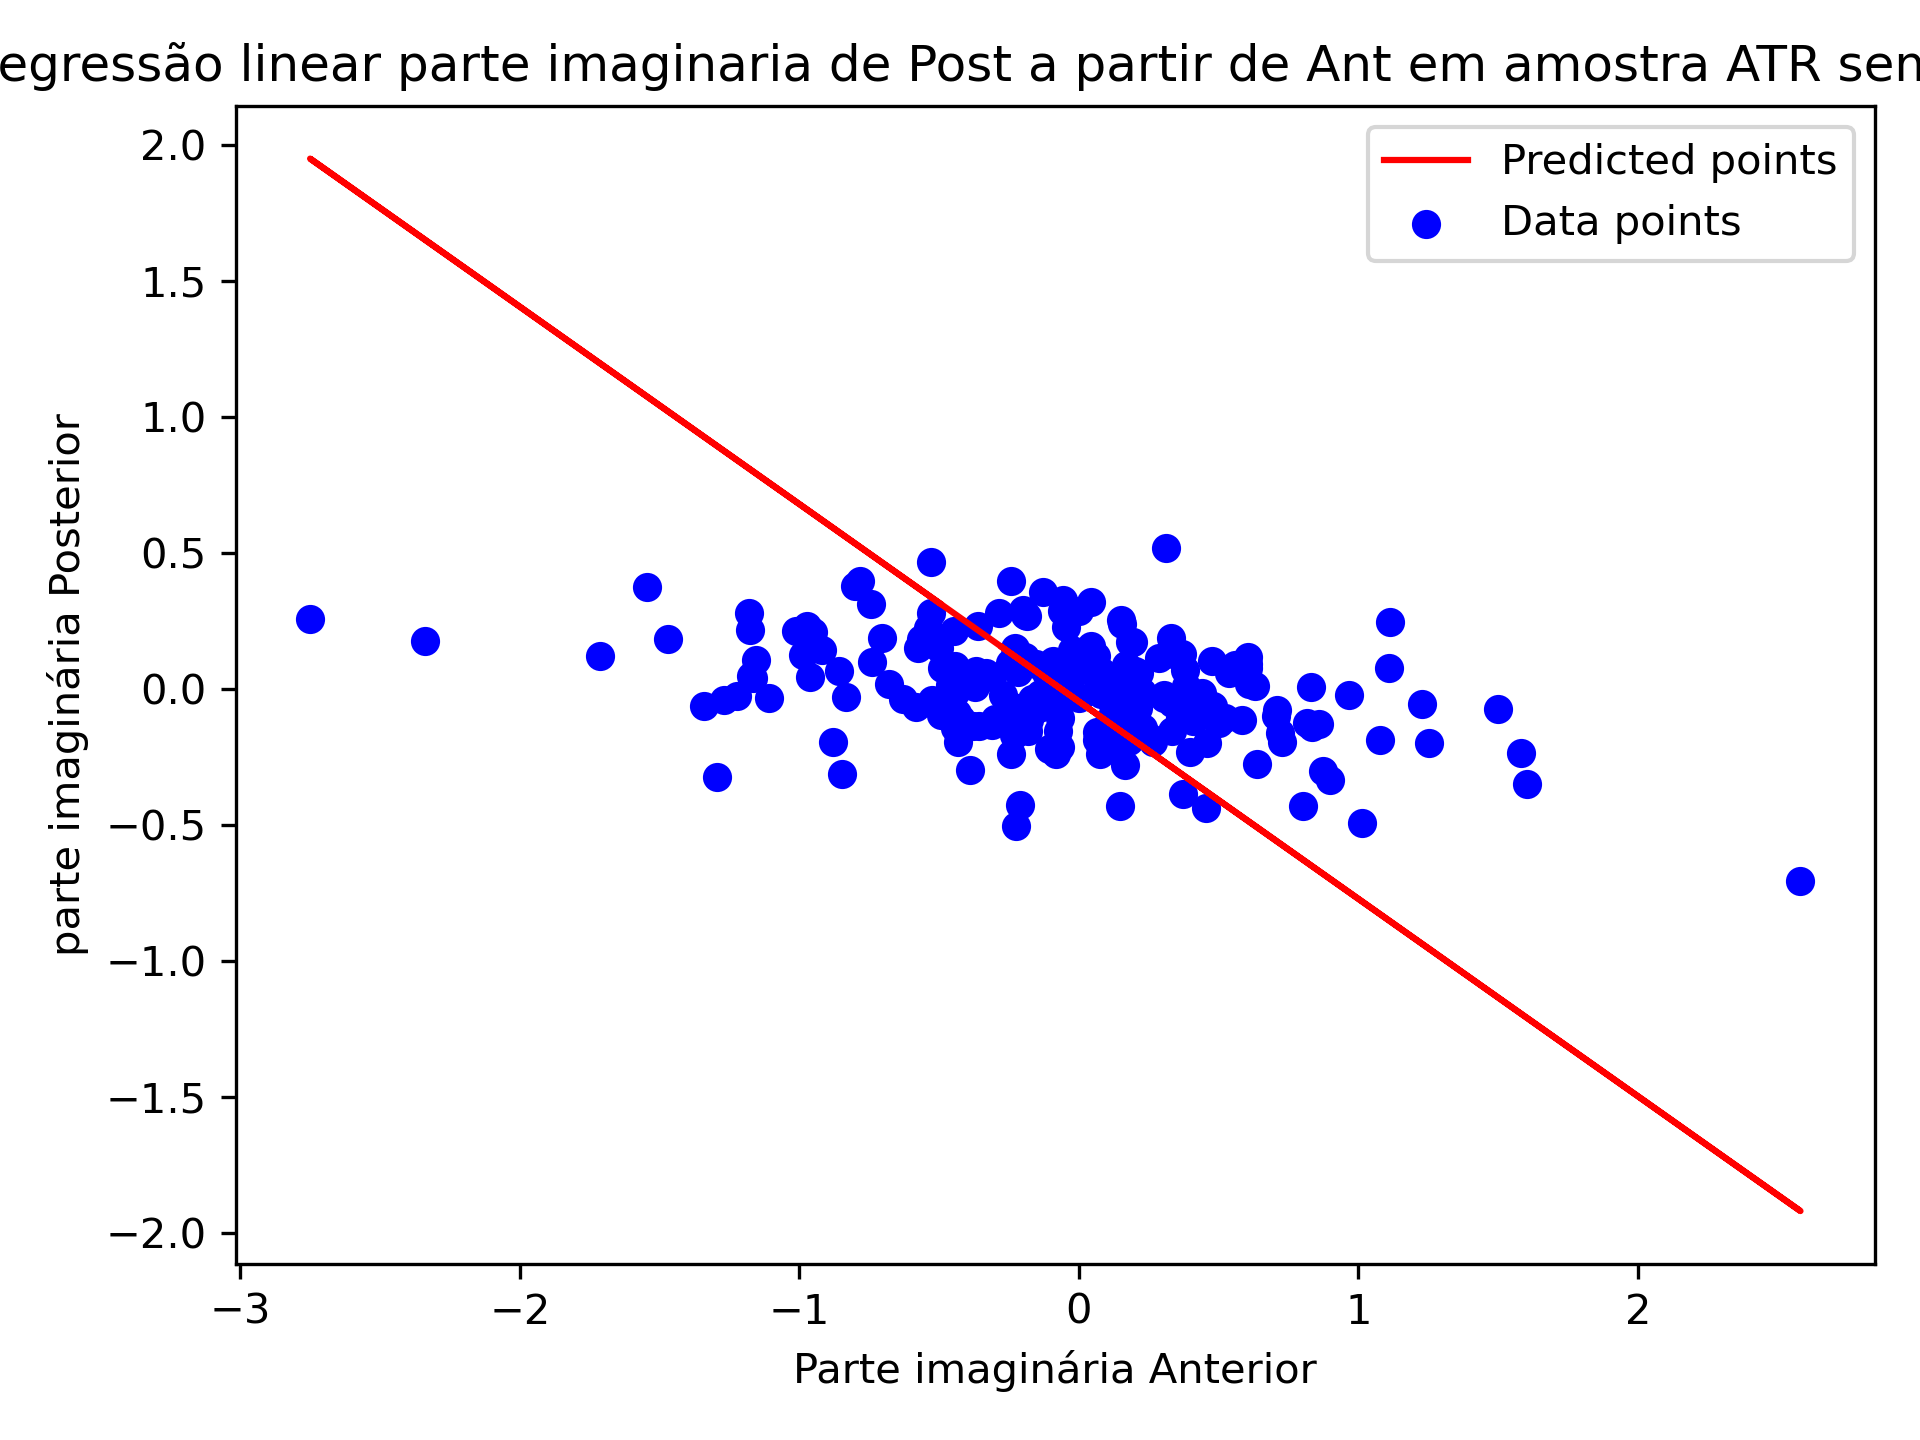 egressão linear parte imaginaria de Post a partir de Ant em amostra ATR sen
Predicted points
Data points
2.0
1.5
1.0
0.5
0.0
−0.5
−1.0
−1.5
−2.0
parte imaginária Posterior
−3 −2 −1 0 1 2
Parte imaginária Anterior